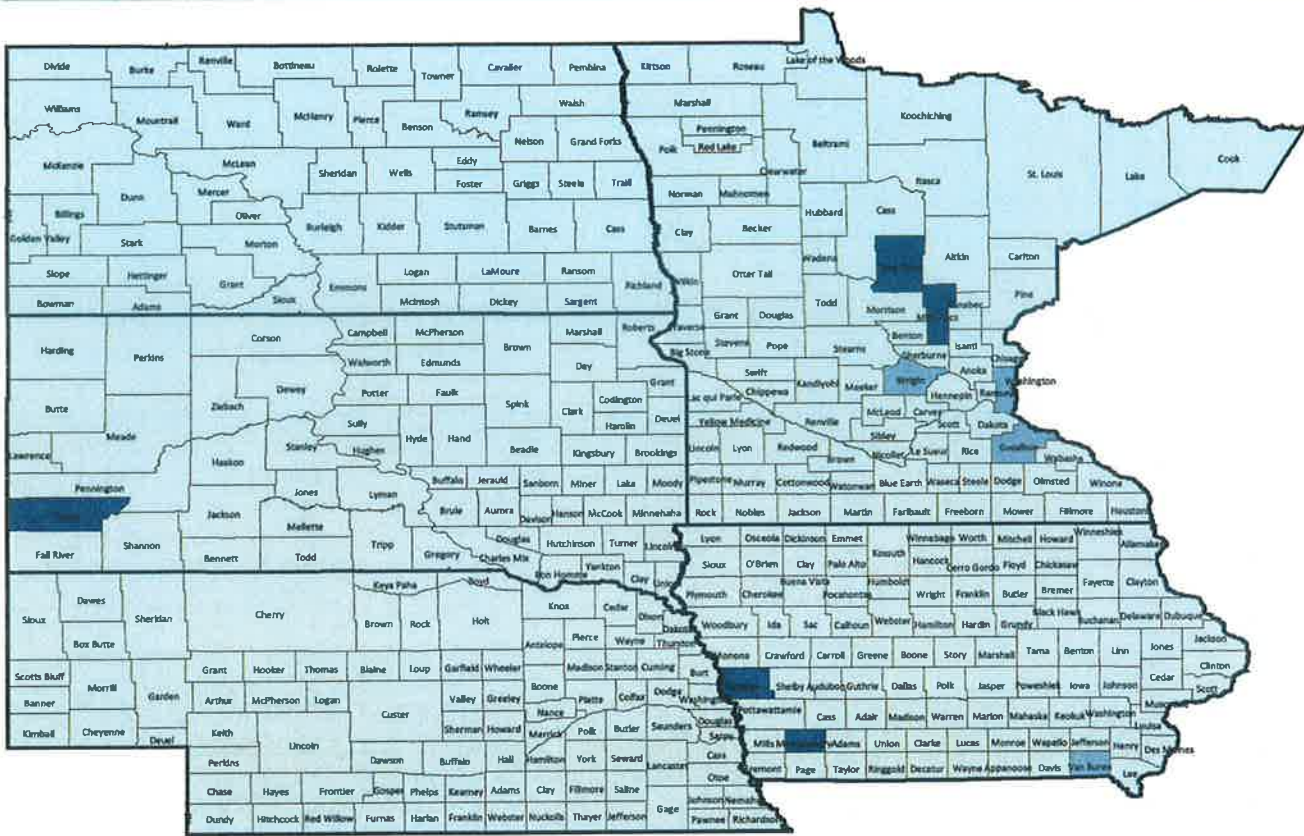 Divide Burke Renville Bottineau Rolette Towner Cavalier Pembina Kittson Roseau Lake of the Woods
Williams Mountrail Ward McHenry Pierce Benson Ramsey Walsh Marshall Koochiching
Nelson Grand Forks Polk Pennington Red Lake Beltrami Clearwater
McKenzie McLean Sheridan Wells Eddy Foster Griggs Steele Traill Norman Mahnomen Itasca St. Louis Lake Cook
Dunn Mercer Oliver Hubbard Cass
Golden Valley Billings Stark Morton Burleigh Kidder Stutsman Barnes Cass Clay Becker
Slope Hettinger Grant Sioux Emmons Logan LaMoure Ransom Richland Wilkin Otter Tail Wadena Aitkin Carlton
Bowman Adams McIntosh Dickey Sargent Todd Morrison Pine
Harding Perkins Corson Campbell McPherson Brown Marshall Roberts Traverse Grant Douglas Benton
Walworth Edmunds Day Big Stone Stevens Pope Stearns Sherburne Isanti Chisago
Butte Meade Ziebach Dewey Potter Faulk Spink Clark Codington Grant Swift Kandiyohi Meeker Wright Anoka Hennepin Ramsey Washington
Sully Hyde Hand Hamlin Deuel Lac qui Parle Chippewa McLeod Carver Scott Dakota
Lawrence Haakon Stanley Hughes Beadle Kingsbury Brookings Yellow Medicine Renville Sibley Goodhue
Lincoln Lyon Redwood Brown Nicollet Le Sueur Rice Wabasha
Pennington Jackson Jones Lyman Buffalo Jerauld Sanborn Miner Lake Moody Pipestone Murray Cottonwood Watonwan Blue Earth Waseca Steele Dodge Olmsted Winona
Mellette Brule Aurora Davison Hanson McCook Minnehaha Rock Nobles Jackson Martin Faribault Freeborn Mower Fillmore Houston
Fall River Shannon Bennett Todd Tripp Gregory Charles Mix Douglas Hutchinson Turner Lincoln
Bon Homme Yankton Clay Union
Lyon Osceola Dickinson Emmet Kossuth Winnebago Worth Mitchell Howard Winneshiek Allamakee
Sioux O'Brien Clay Palo Alto Hancock Cerro Gordo Floyd Chickasaw
Sioux Dawes Sheridan Cherry Keya Paha Boyd Brown Rock Holt Knox Cedar Dixon Dakota
Plymouth Cherokee Buena Vista Pocahontas Humboldt Wright Franklin Butler Bremer Fayette Clayton
Box Butte Antelope Pierce Wayne Thurston
Woodbury Ida Sac Calhoun Webster Hamilton Hardin Grundy Black Hawk Buchanan Delaware Dubuque
Scotts Bluff Morrill Garden Grant Hooker Thomas Blaine Loup Garfield Wheeler Madison Stanton Cuming Burt
Monona Crawford Carroll Greene Boone Story Marshall Tama Benton Linn Jones Jackson
Banner Arthur McPherson Logan Custer Valley Greeley Boone Platte Colfax Dodge Washington
Shelby Audubon Guthrie Dallas Polk Jasper Poweshiek Iowa Johnson Cedar Clinton Scott
Kimball Cheyenne Deuel Keith Lincoln Sherman Howard Nance Merrick Polk Butler Saunders Douglas Sarpy
Pottawattamie Cass Adair Madison Warren Marion Mahaska Keokuk Washington Louisa
Perkins Dawson Buffalo Hall Hamilton York Seward Lancaster Cass Otoe
Mills Adams Union Clarke Lucas Monroe Wapello Jefferson Henry Des Moines
Chase Hayes Frontier Gosper Phelps Kearney Adams Clay Fillmore Saline Gage Johnson Nemaha
Page Taylor Ringgold Decatur Wayne Appanoose Davis Van Buren Lee
Dundy Hitchcock Red Willow Furnas Harlan Franklin Webster Nuckolls Thayer Jefferson Pawnee Richardson